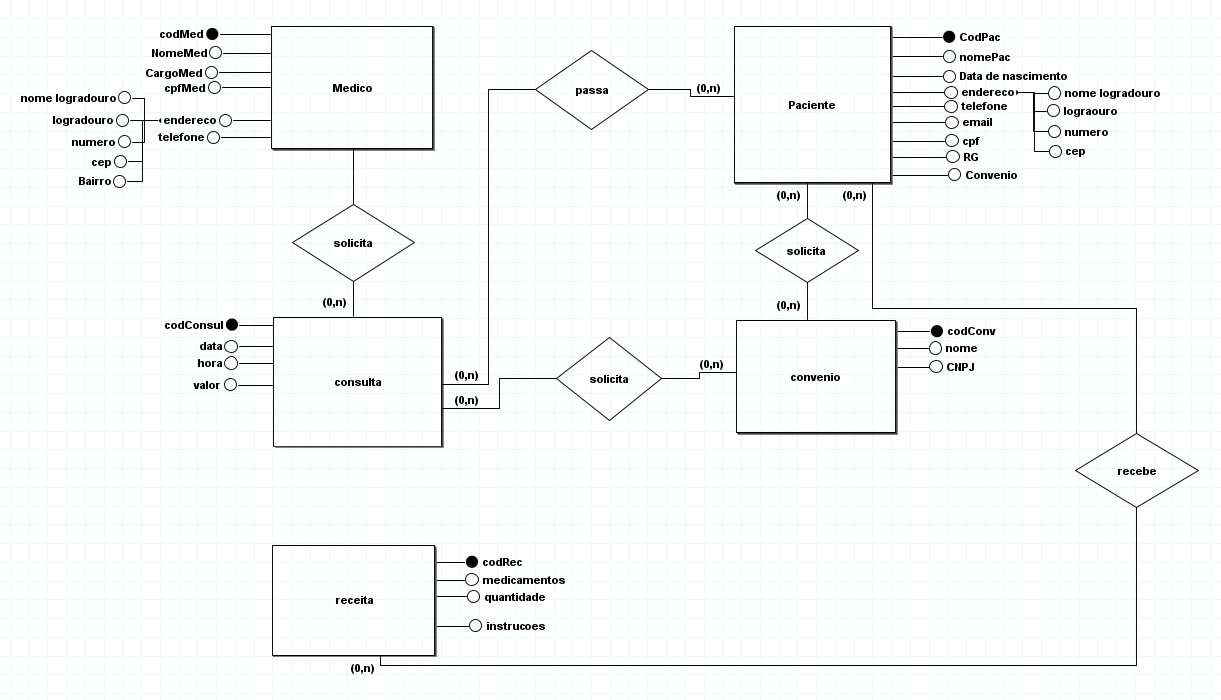 codMed
NomeMed
CargoMed
cpfMed
nome logradouro
logradouro
endereco
telefone
numero
cep
Bairro
Medico
passa
(0,n)
Paciente
CodPac
nomePac
Data de nascimento
endereco
telefone
email
cpf
RG
Convenio
nome logradouro
lograouro
numero
cep
(0,n)
(0,n)
solicita
(0,n)
solicita
(0,n)
codConsul
data
hora
valor
consulta
(0,n)
(0,n)
solicita
(0,n)
convenio
codConv
nome
CNPJ
recebe
receita
codRec
medicamentos
quantidade
instrucoes
(0,n)